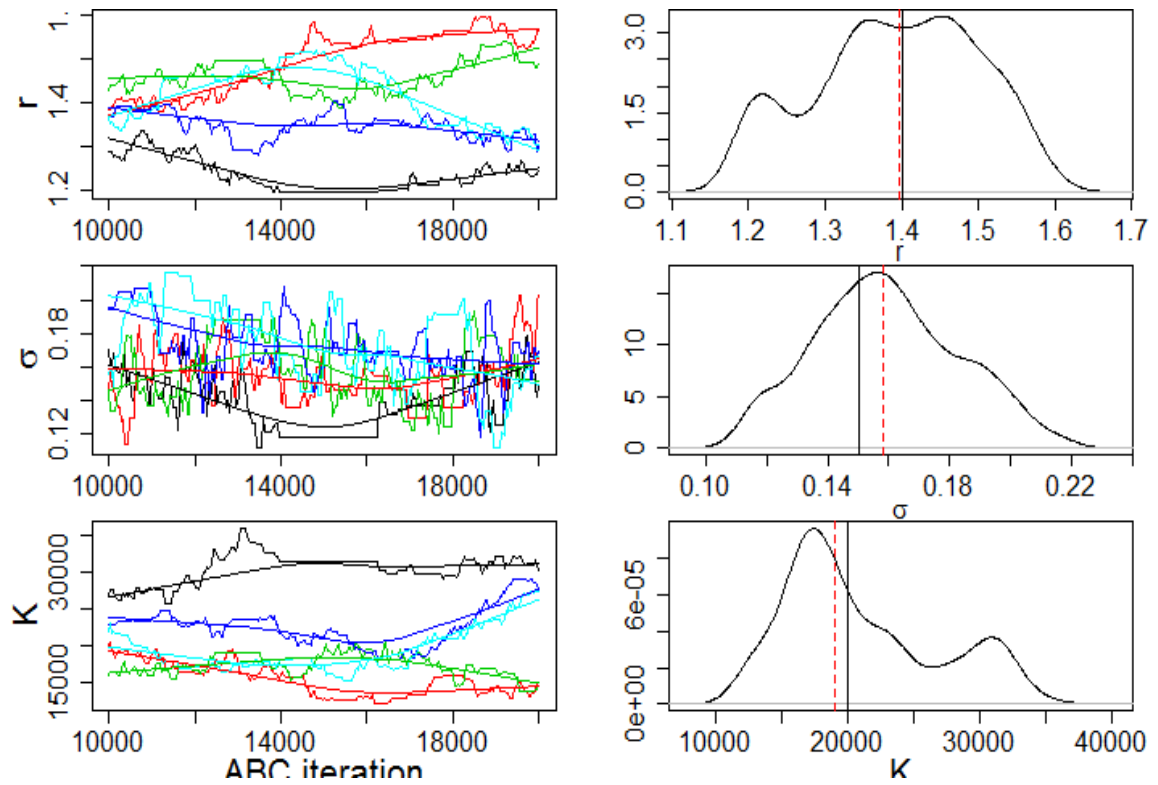 r
1.2 1.4 1.
10000 14000 18000
0.0 1.5 3.0
1.1 1.2 1.3 1.4 1.5 1.6 1.7
r
σ
0.12 0.18
10000 14000 18000
0 5 10
0.10 0.14 0.18 0.22
σ
K
15000 30000
10000 14000 18000
ABC iteration
0e+00 6e-05
10000 20000 30000 40000
K